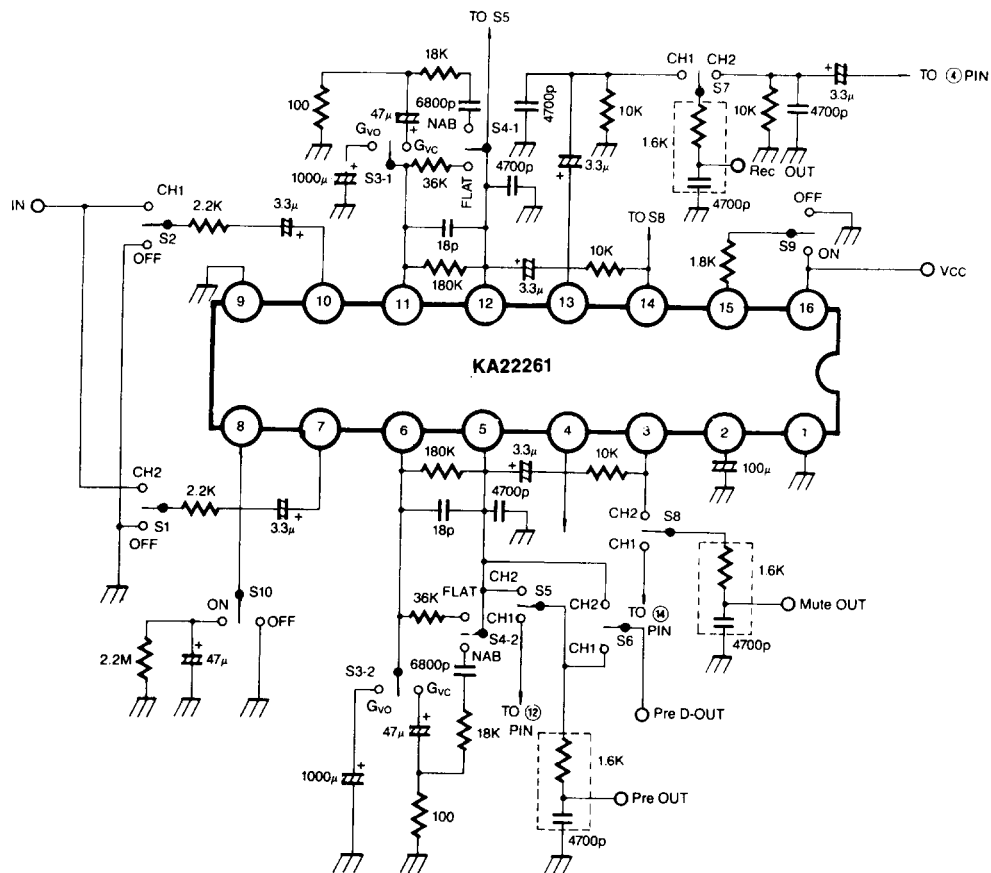 TO S5
18K
CH1
CH2
S7
TO ④ PIN
3.3μ
100
47μ
6800p
NAB
4700p
10K
10K
4700p
1.6K
GVO
GVC
S4-1
S3-1
1000μ
36K
FLAT
4700p
3.3μ
Rec OUT
4700p
IN
CH1
2.2K
3.3μ
S2
OFF
TO S8
OFF
S9
ON
18p
10K
1.8K
VCC
180K
3.3μ
9
10
11
12
13
14
15
16
KA22261
8
7
6
5
4
3
2
1
180K
3.3μ
10K
100μ
CH2
2.2K
4700p
S1
3.3μ
18p
OFF
CH2
S8
CH1
1.6K
FLAT
CH2
36K
S5
CH2
TO ⑭ PIN
Mute OUT
ON
S10
OFF
CH1
S6
S4-2
NAB
CH1
4700p
2.2M
47μ
S3-2
6800p
GVO
GVC
TO ⑫ PIN
Pre D-OUT
47μ
18K
1.6K
1000μ
100
Pre OUT
4700p